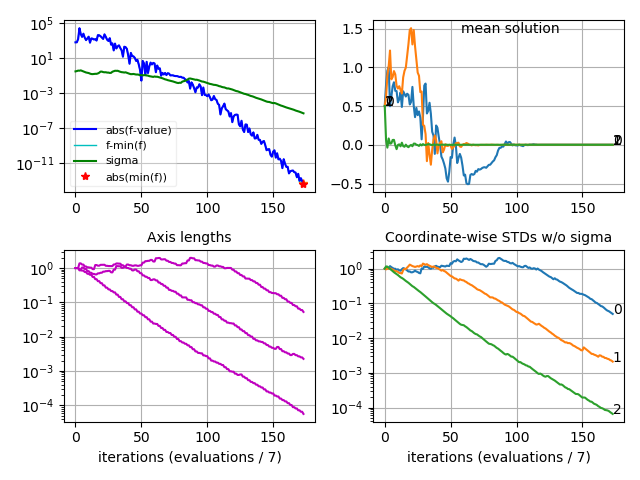 10^5
10^1
10^−3
10^−7
10^−11
abs(f-value)
f-min(f)
sigma
abs(min(f))
0 50 100 150
mean solution
1.5
1.0
0.5
0.0
−0.5
0 50 100 150
Axis lengths
10^0
10^−1
10^−2
10^−3
10^−4
0 50 100 150
iterations (evaluations / 7)
Coordinate-wise STDs w/o sigma
10^0
10^−1
10^−2
10^−3
10^−4
0
1
2
0 50 100 150
iterations (evaluations / 7)